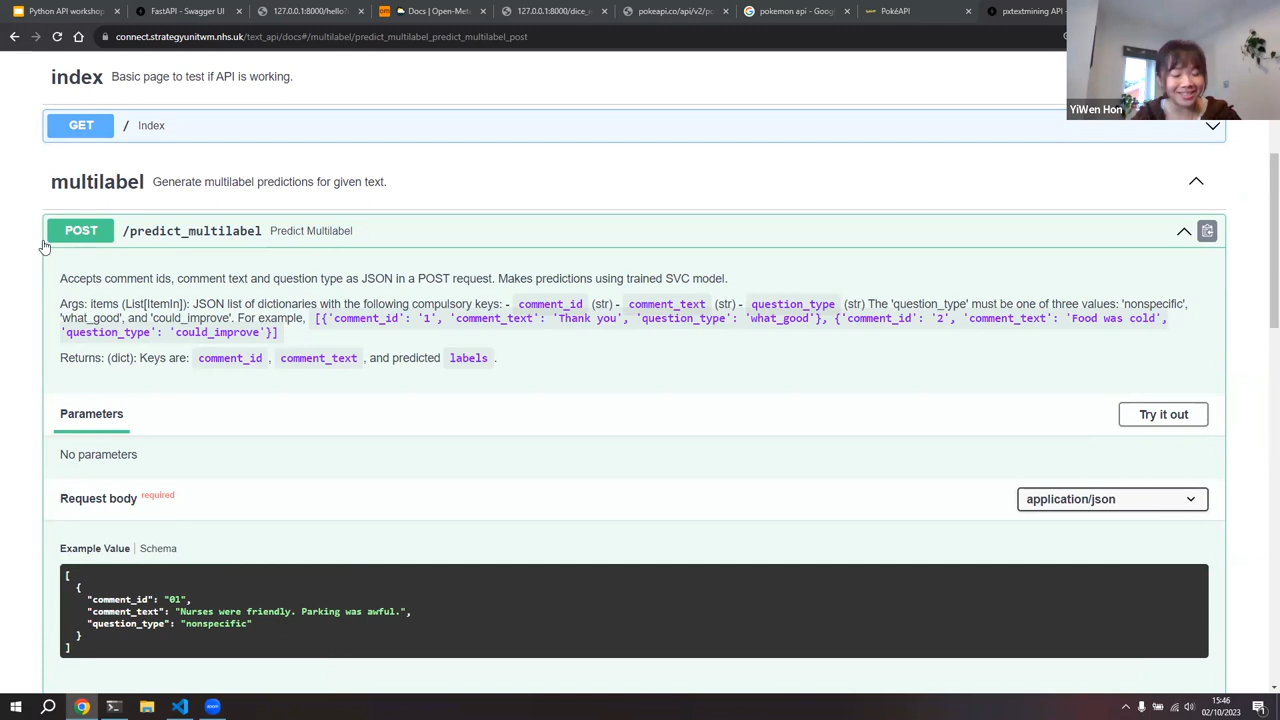 Python API workshop
FastAPI - Swagger UI
127.0.0.1:8000/hello?
Docs | Open-Mete
127.0.0.1:8000/dice_
pokeapi.co/api/v2/po
pokemon api - google
PokéAPI
pxtextmining API
connect.strategyunitwm.nhs.uk/text_api/docs#/multilabel/predict_multilabel_predict_multilabel_post
YiWen Hon
index Basic page to test if API is working.
GET / Index
multilabel Generate multilabel predictions for given text.
POST /predict_multilabel Predict Multilabel
Accepts comment ids, comment text and question type as JSON in a POST request. Makes predictions using trained SVC model.
Args: items (List[ItemIn]): JSON list of dictionaries with the following compulsory keys: - comment_id (str) - comment_text (str) - question_type (str) The 'question_type' must be one of three values: 'nonspecific',
'what_good', and 'could_improve'. For example, [{'comment_id': '1', 'comment_text': 'Thank you', 'question_type': 'what_good'}, {'comment_id': '2', 'comment_text': 'Food was cold',
'question_type': 'could_improve'}]
Returns: (dict): Keys are: comment_id , comment_text , and predicted labels .
Parameters
Try it out
No parameters
Request body required
application/json
Example Value | Schema
[
{
"comment_id": "01",
"comment_text": "Nurses were friendly. Parking was awful.",
"question_type": "nonspecific"
}
]
zoom
15:46
02/10/2023